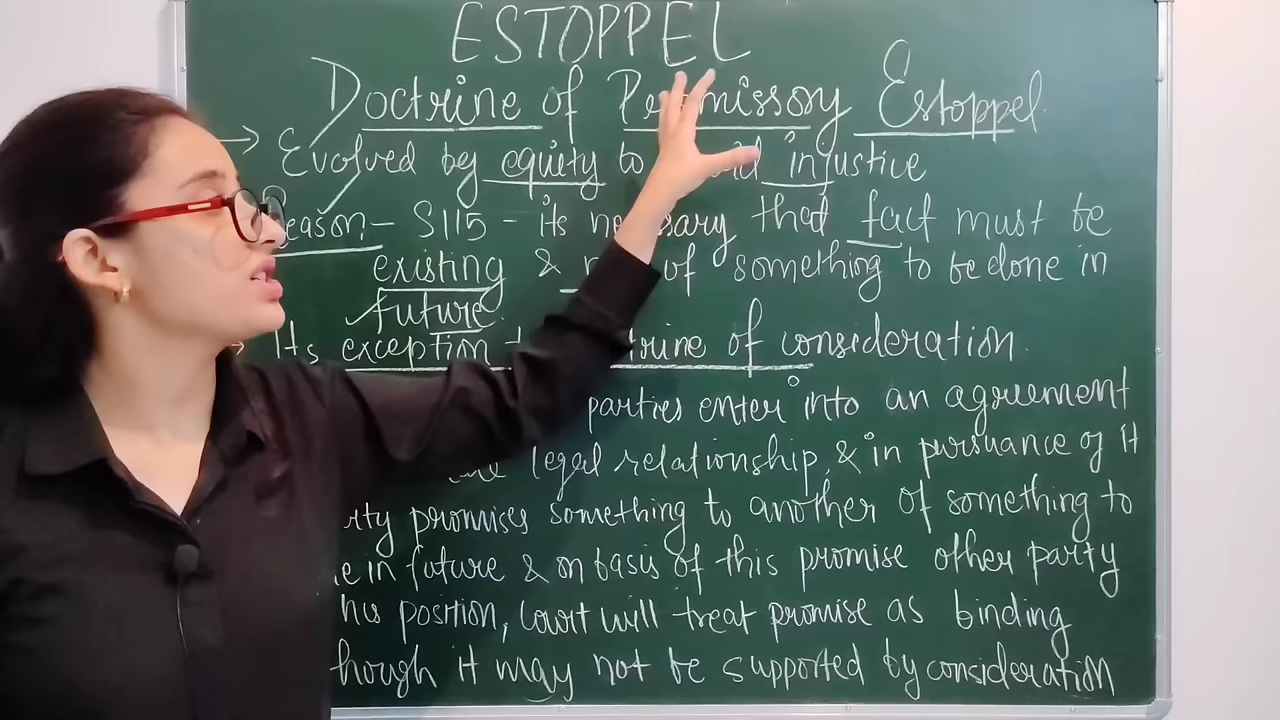 ESTOPPEL
Doctrine of Promissory Estoppel
→ Evolved by equity to injustice
Reason - S115 - its necessary that fact must be
existing & of something to be done in
future.
→ Its exception doctrine of consideration.
parties enter into an agreement
legal relationship, & in pursuance of it
promises something to another of something to
in future & on basis of this promise other party
his position, Court will treat promise as binding
though it may not be supported by consideration